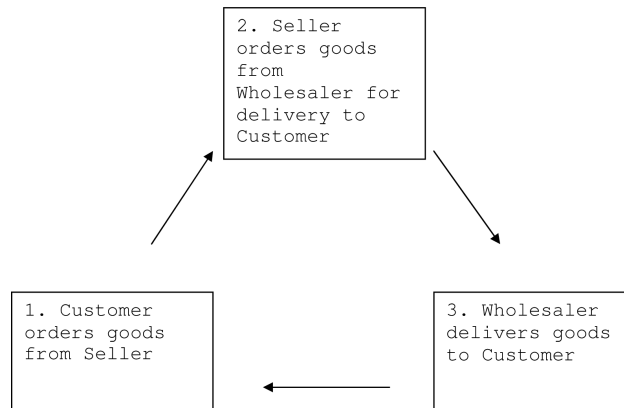 2. Seller
orders goods
from
Wholesaler for
delivery to
Customer
1. Customer
orders goods
from Seller
3. Wholesaler
delivers goods
to Customer